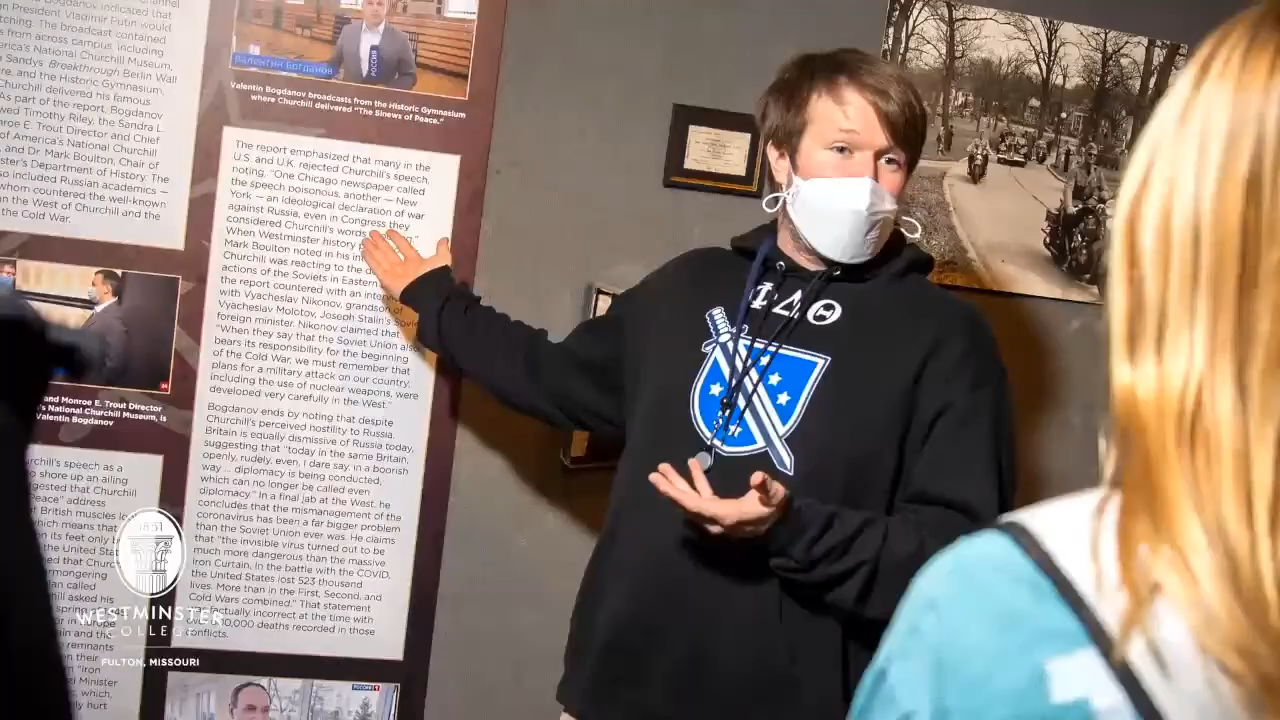 Bogdanov indicated that
President Vladimir Putin would
The broadcast contained
from across campus, including
America's National Churchill Museum,
Sandys Breakthrough Berlin Wall
and the Historic Gymnasium,
Churchill delivered his famous
As part of the report, Bogdanov
Timothy Riley, the Sandra L.
Monroe E. Trout Director and Chief
of America's National Churchill
and Dr. Mark Boulton, Chair of
Department of History. The
included Russian academics —
whom countered the well-known
in the West of Churchill and the
the Cold War.
and Monroe E. Trout Director
National Churchill Museum, is
Valentin Bogdanov
Churchill's speech as a
to shore up an ailing
that Churchill
Peace" address
British muscles
which means that
on its feet only
the United
that
called
asked his
and the
remnants
their
"Iron
Minister
which,
hurt
Валентин Богданов
РОССИЯ
Valentin Bogdanov broadcasts from the Historic Gymnasium
where Churchill delivered "The Sinews of Peace."
The report emphasized that many in the
U.S. and U.K. rejected Churchill's speech,
noting, "One Chicago newspaper called
the speech poisonous, another — New
York — an ideological declaration of war
against Russia, even in Congress they
considered Churchill's words
When Westminster history
Mark Boulton noted in his
Churchill was reacting to the
actions of the Soviets in Eastern
the report countered with an
with Vyacheslav Nikonov, grandson of
Vyacheslav Molotov, Joseph Stalin's Soviet
foreign minister. Nikonov claimed that
"When they say that the Soviet Union also
bears its responsibility for the beginning
of the Cold War, we must remember that
plans for a military attack on our country,
including the use of nuclear weapons, were
developed very carefully in the West."
Bogdanov ends by noting that despite
Churchill's perceived hostility to Russia,
Britain is equally dismissive of Russia today,
suggesting that "today in the same Britain,
openly, rudely, even, I dare say, in a boorish
way ... diplomacy is being conducted,
which can no longer be called even
diplomacy." In a final jab at the West, he
concludes that the mismanagement of the
coronavirus has been a far bigger problem
than the Soviet Union ever was. He claims
that "the invisible virus turned out to be
much more dangerous than the massive
Iron Curtain. In the battle with the COVID,
the United States lost 523 thousand
lives. More than in the First, Second, and
Cold Wars combined." That statement
actually incorrect at the time with
deaths recorded in those
conflicts.
РОССИЯ
ΦΔΘ
1851
WESTMINSTER
COLLEGE
FULTON, MISSOURI